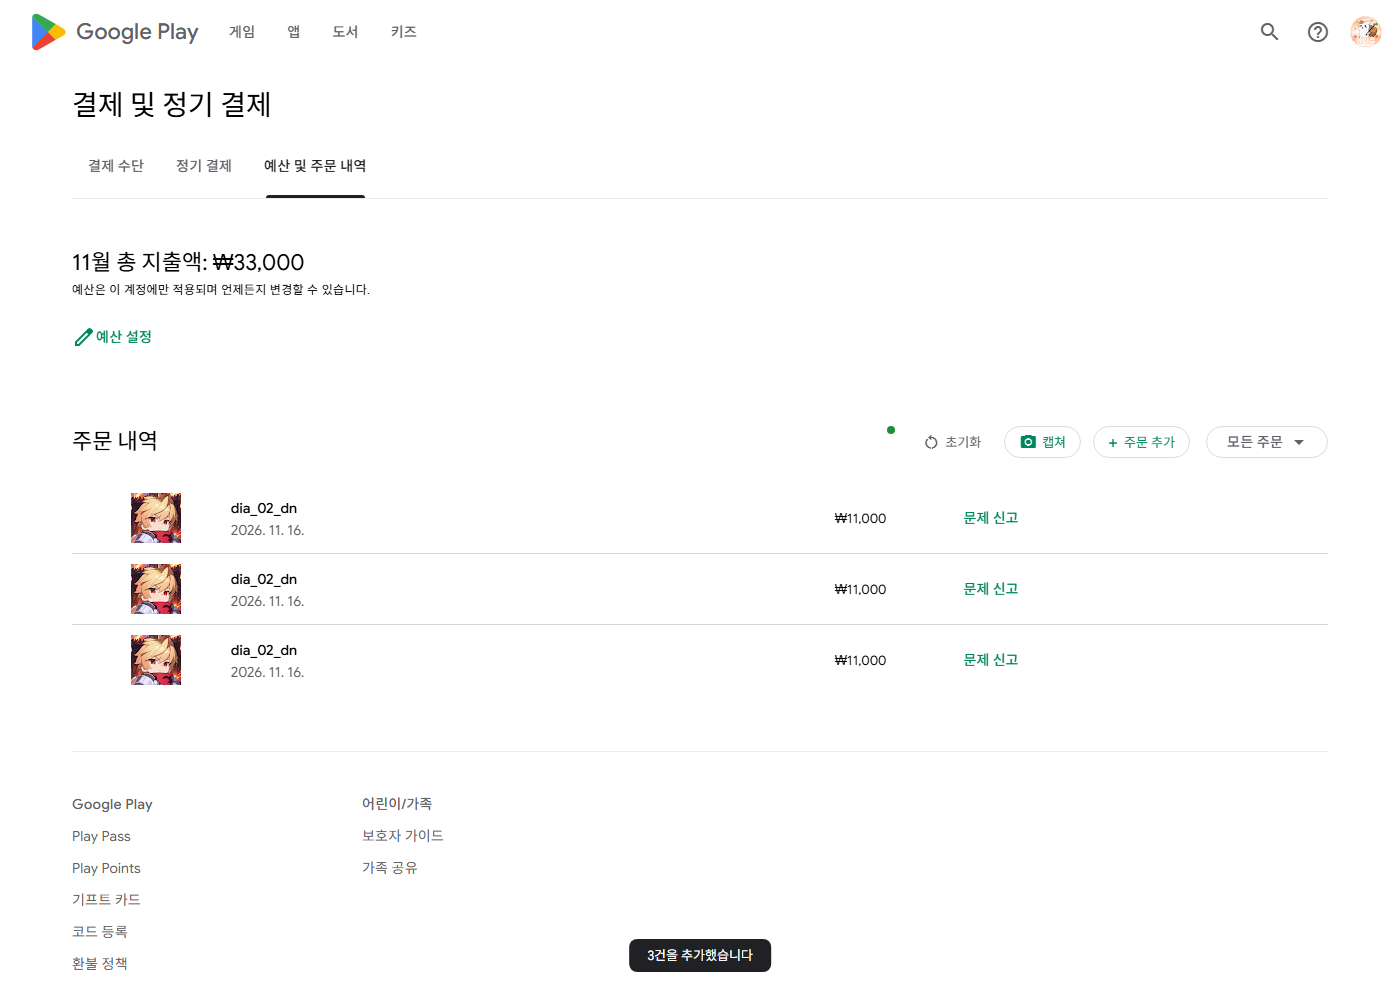 Google Play 게임 앱 도서 키즈
결제 및 정기 결제
결제 수단 정기 결제 예산 및 주문 내역
11월 총 지출액: ₩33,000
예산은 이 계정에만 적용되며 언제든지 변경할 수 있습니다.
예산 설정
주문 내역 초기화 캡쳐 + 주문 추가 모든 주문
dia_02_dn
2026. 11. 16.
₩11,000 문제 신고
dia_02_dn
2026. 11. 16.
₩11,000 문제 신고
dia_02_dn
2026. 11. 16.
₩11,000 문제 신고
Google Play
Play Pass
Play Points
기프트 카드
코드 등록
환불 정책
어린이/가족
보호자 가이드
가족 공유
3건을 추가했습니다